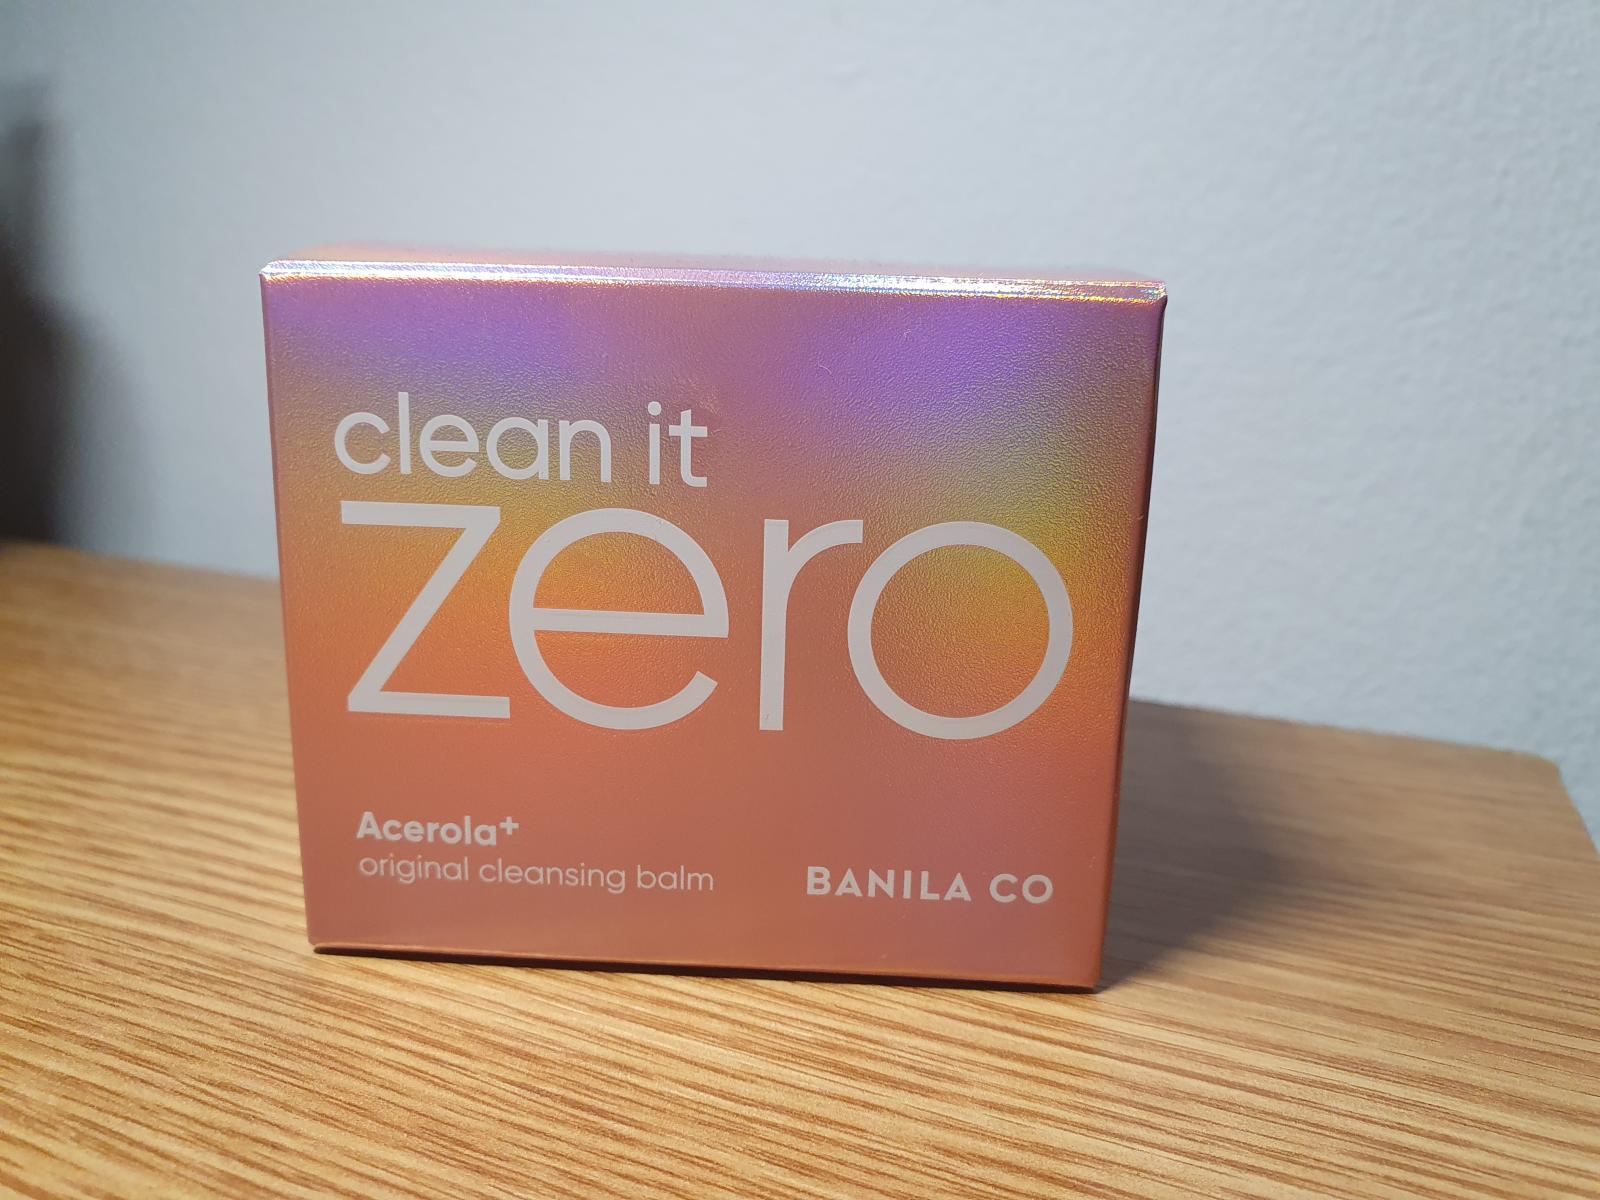 clean it
zero
Acerola+
original cleansing balm
BANILA CO